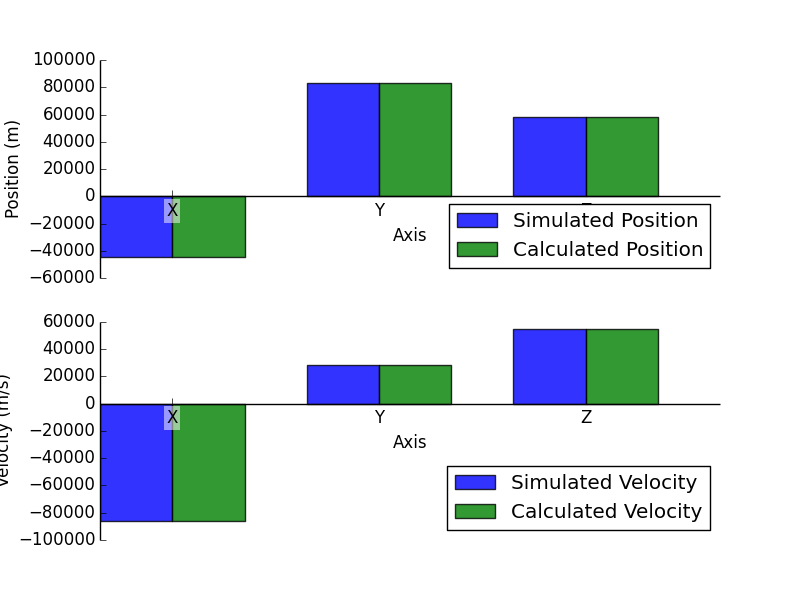 100000
80000
60000
40000
20000
0
−20000
−40000
−60000
Position (m)
X
Y
Axis
Simulated Position
Calculated Position
60000
40000
20000
0
−20000
−40000
−60000
−80000
−100000
Velocity (m/s)
X
Y
Z
Axis
Simulated Velocity
Calculated Velocity